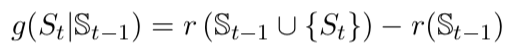 g(S_t|𝕊_{t−1}) = r (𝕊_{t−1} ∪ {S_t}) − r(𝕊_{t−1})